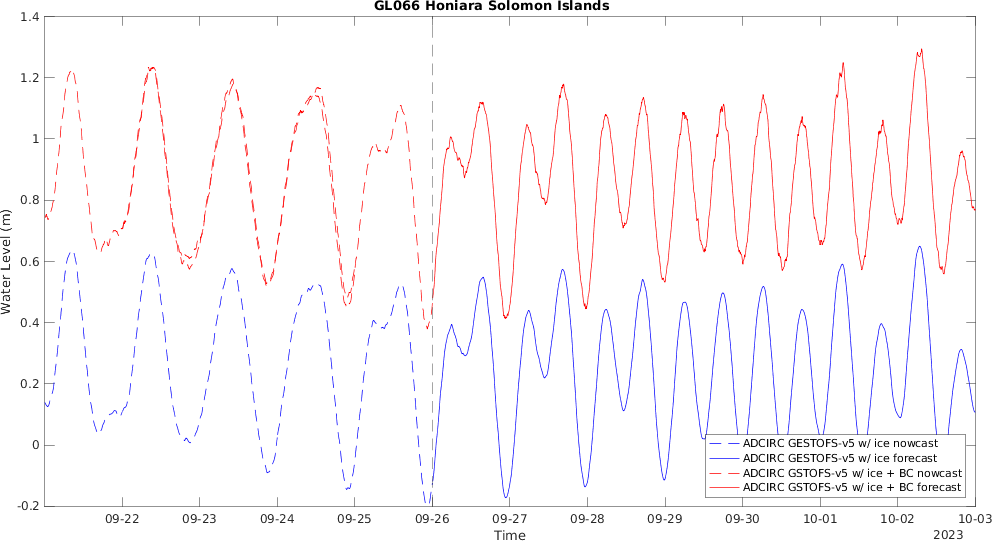 GL066 Honiara Solomon Islands
1.4
1.2
1
0.8
0.6
0.4
0.2
0
-0.2
Water Level (m)
ADCIRC GESTOFS-v5 w/ ice nowcast
ADCIRC GESTOFS-v5 w/ ice forecast
ADCIRC GSTOFS-v5 w/ ice + BC nowcast
ADCIRC GSTOFS-v5 w/ ice + BC forecast
09-22 09-23 09-24 09-25 09-26 09-27 09-28 09-29 09-30 10-01 10-02 10-03
Time
2023